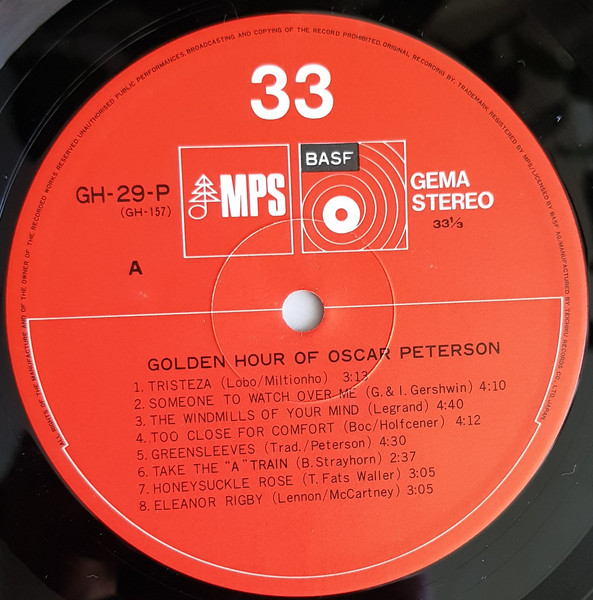 ALL RIGHTS OF THE MANUFACTURE AND OF THE OWNER OF THE RECORDED WORKS RESERVED. UNAUTHORISED PUBLIC PERFORMANCES, BROADCASTING AND COPYING OF THE RECORD PROHIBITED. ORIGINAL RECORDING BY, TRADEMARK REGISTERED BY MPS/LICENSED BY BASF AG. MANUFACTURED BY TEICHIKU RECORDS CO., LTD. JAPAN.
33
GH-29-P
(GH-157)
MPS
BASF
GEMA
STEREO
33 1/3
A
GOLDEN HOUR OF OSCAR PETERSON
1. TRISTEZA (Lobo/Miltionho) 3:13
2. SOMEONE TO WATCH OVER ME (G. & I. Gershwin) 4:10
3. THE WINDMILLS OF YOUR MIND (Legrand) 4:40
4. TOO CLOSE FOR COMFORT (Boc/Holfcener) 4:12
5. GREENSLEEVES (Trad./Peterson) 4:30
6. TAKE THE "A" TRAIN (B. Strayhorn) 2:37
7. HONEYSUCKLE ROSE (T. Fats Waller) 3:05
8. ELEANOR RIGBY (Lennon/McCartney) 3:05